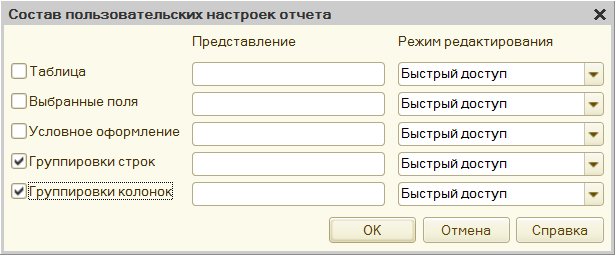 Состав пользовательских настроек отчета
Представление Режим редактирования
Таблица Быстрый доступ
Выбранные поля Быстрый доступ
Условное оформление Быстрый доступ
Группировки строк Быстрый доступ
Группировки колонок Быстрый доступ
OK Отмена Справка